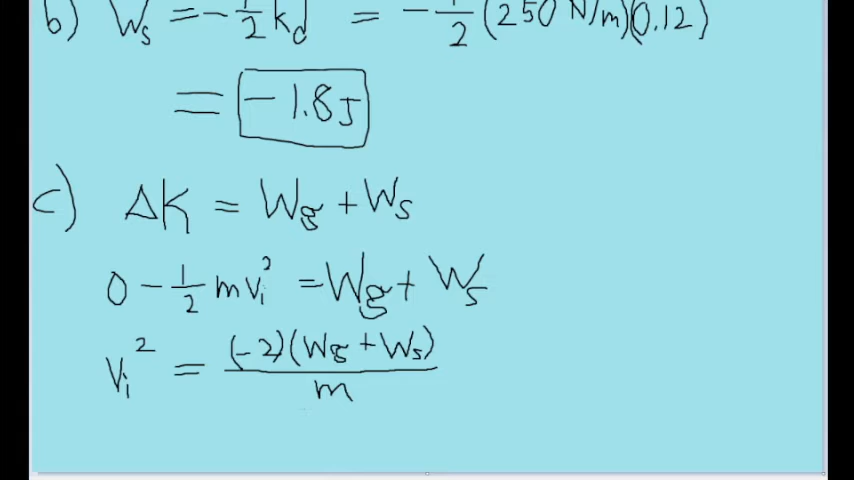 b) Ws = -1/2 kd = -1/2 (250 N/m)(0.12)
= -1.8J
c) ΔK = Wg + Ws
0 - 1/2 mvi² = Wg + Ws
vi² = (-2)(Wg + Ws)/m